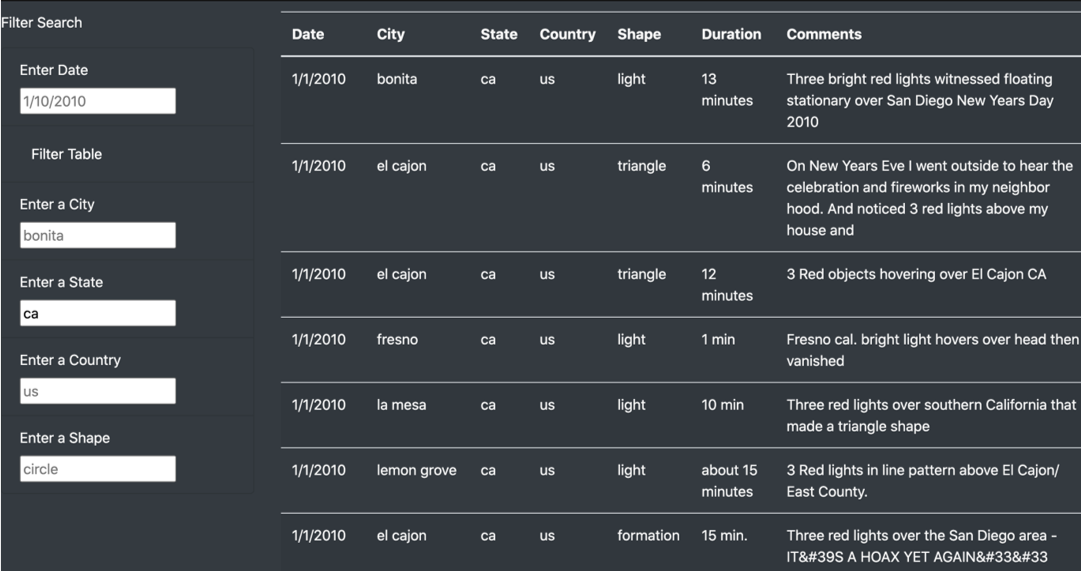 Filter Search
Enter Date
1/10/2010
Filter Table
Enter a City
bonita
Enter a State
ca
Enter a Country
us
Enter a Shape
circle
Date City State Country Shape Duration Comments
1/1/2010 bonita ca us light 13 Three bright red lights witnessed floating
minutes stationary over San Diego New Years Day
2010
1/1/2010 el cajon ca us triangle 6 On New Years Eve I went outside to hear the
minutes celebration and fireworks in my neighbor
hood. And noticed 3 red lights above my
house and
1/1/2010 el cajon ca us triangle 12 3 Red objects hovering over El Cajon CA
minutes
1/1/2010 fresno ca us light 1 min Fresno cal. bright light hovers over head then
vanished
1/1/2010 la mesa ca us light 10 min Three red lights over southern California that
made a triangle shape
1/1/2010 lemon grove ca us light about 15 3 Red lights in line pattern above El Cajon/
minutes East County.
1/1/2010 el cajon ca us formation 15 min. Three red lights over the San Diego area -
IT&#39S A HOAX YET AGAIN&#33&#33